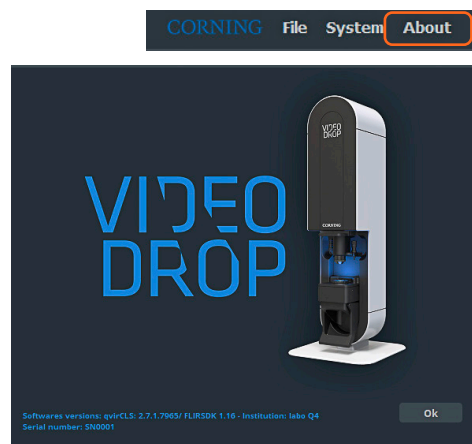 CORNING File System About
VIDEO
DROP
VIDEO
DROP
CORNING
Softwares versions: qvirCLS: 2.7.1.7965/ FLIRSDK 1.16 - Institution: labo Q4
Serial number: SN0001
Ok